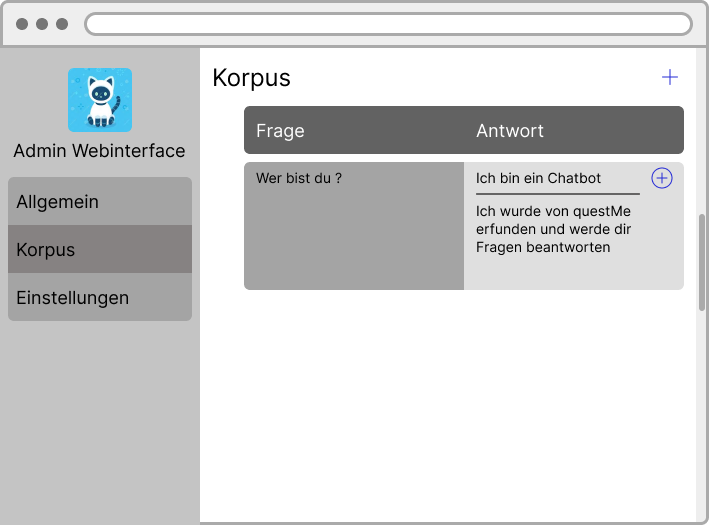 Admin Webinterface
Allgemein
Korpus
Einstellungen
Korpus
Frage
Antwort
Wer bist du ?
Ich bin ein Chatbot
Ich wurde von questMe
erfunden und werde dir
Fragen beantworten